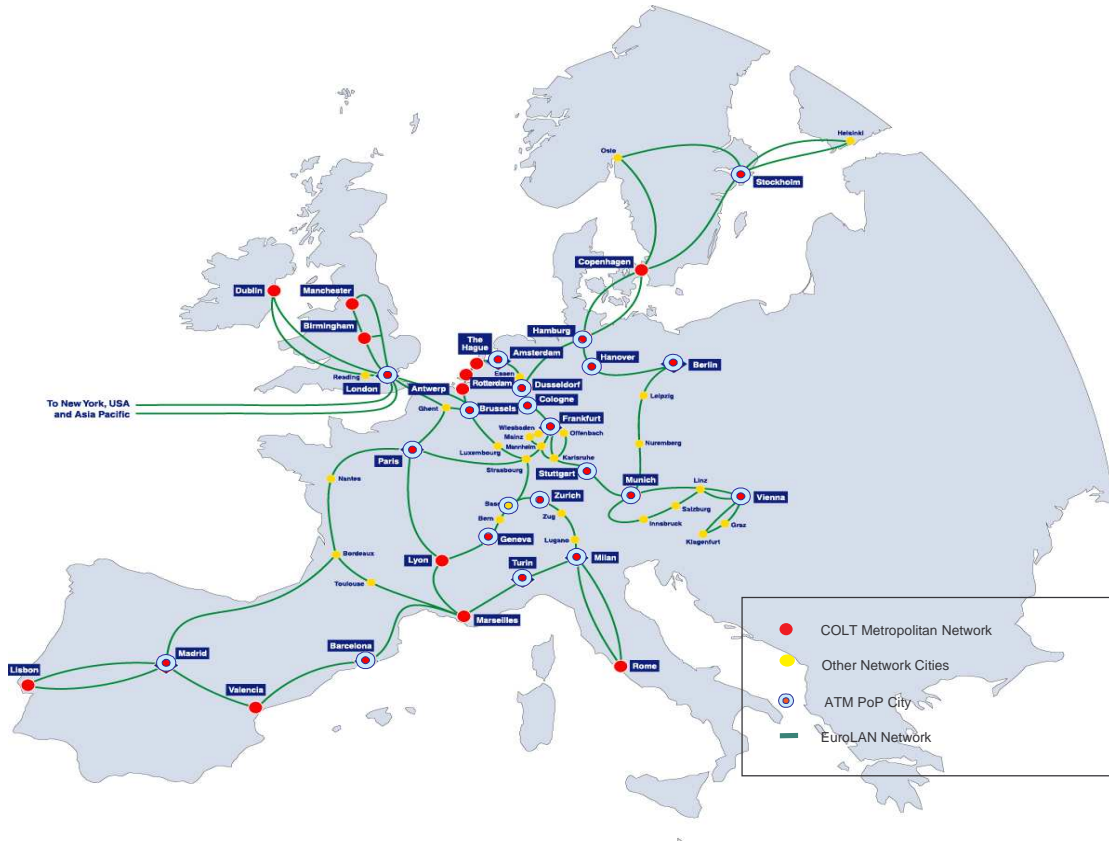 Helsinki
Oslo
Stockholm
Copenhagen
Dublin
Manchester
Birmingham
Hamburg
The
Hague
Amsterdam
Hanover
Berlin
Reading
London
Essen
Antwerp
Rotterdam
Dusseldorf
Leipzig
To New York, USA
and Asia Pacific
Ghent
Brussels
Cologne
Frankfurt
Wiesbaden
Offenbach
Mainz
Mannheim
Nuremberg
Luxembourg
Karlsruhe
Paris
Strasbourg
Stuttgart
Munich
Linz
Vienna
Nantes
Zurich
Salzburg
Bern
Zug
Innsbruk
Graz
Klagenfurt
Geneva
Lugano
Bordeaux
Lyon
Turin
Milan
Toulouse
Marseilles
Barcelona
Madrid
Lisbon
Valencia
Rome
COLT Metropolitan Network
Other Network Cities
ATM PoP City
EuroLAN Network